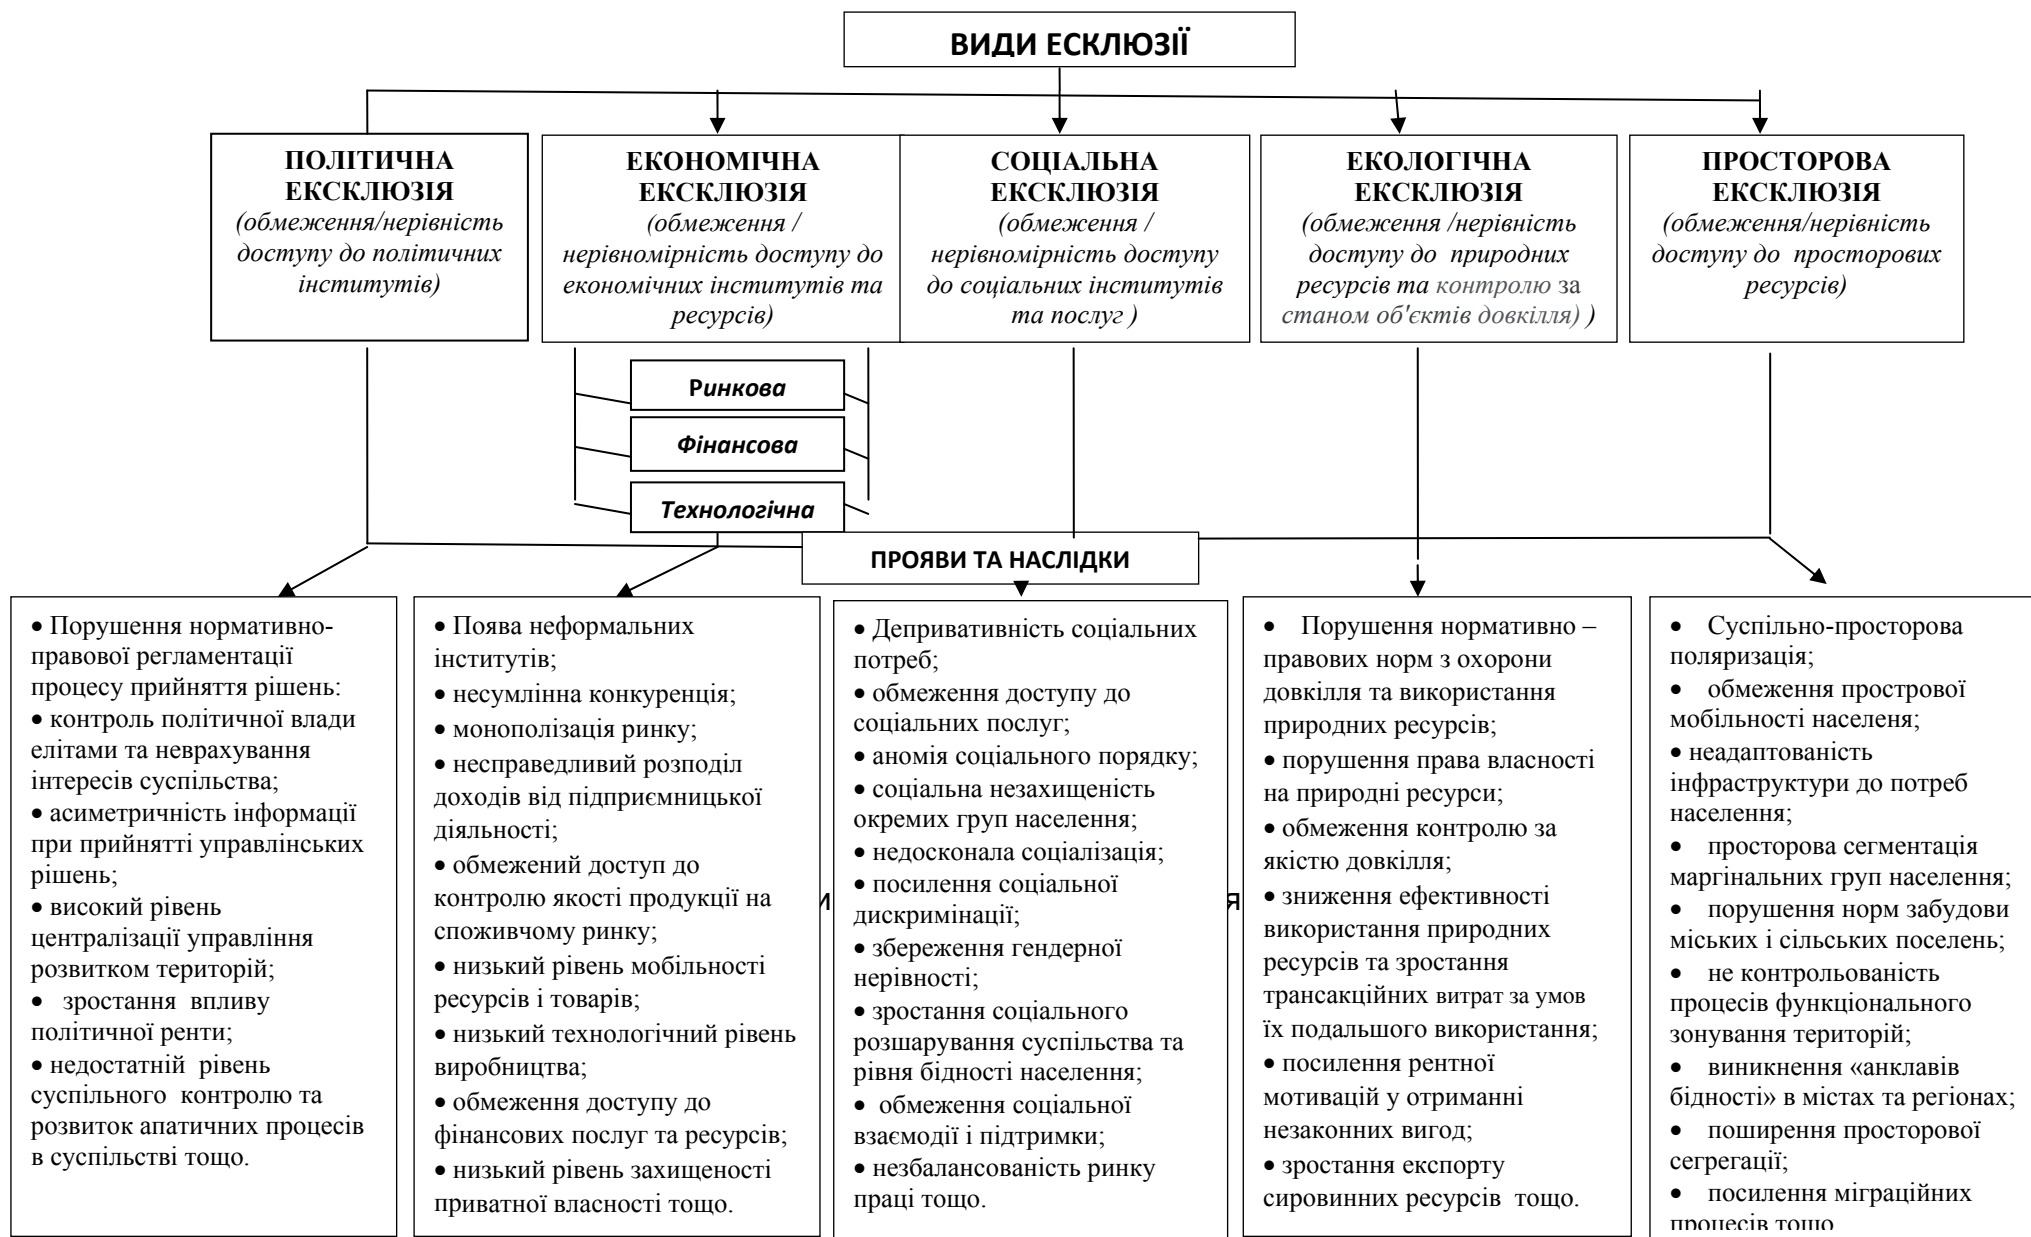 ВИДИ ЕСКЛЮЗІЇ
ПОЛІТИЧНА
ЕКСКЛЮЗІЯ
(обмеження/нерівність
доступу до політичних
інститутів)
ЕКОНОМІЧНА
ЕКСКЛЮЗІЯ
(обмеження /
нерівномірність доступу до
економічних інститутів та
ресурсів)
СОЦІАЛЬНА
ЕКСКЛЮЗІЯ
(обмеження /
нерівномірність доступу
до соціальних інститутів
та послуг )
ЕКОЛОГІЧНА
ЕКСКЛЮЗІЯ
(обмеження /нерівність
доступу до природних
ресурсів та контролю за
станом об'єктів довкілля) )
ПРОСТОРОВА
ЕКСКЛЮЗІЯ
(обмеження/нерівність
доступу до просторових
ресурсів)
Ринкова
Фінансова
Технологічна
ПРОЯВИ ТА НАСЛІДКИ
• Порушення нормативно-
правової регламентації
процесу прийняття рішень:
• контроль політичної влади
елітами та неврахування
інтересів суспільства;
• асиметричність інформації
при прийнятті управлінських
рішень;
• високий рівень
централізації управління
розвитком територій;
• зростання впливу
політичної ренти;
• недостатній рівень
суспільного контролю та
розвиток апатичних процесів
в суспільстві тощо.
• Поява неформальних
інститутів;
• несумлінна конкуренція;
• монополізація ринку;
• несправедливий розподіл
доходів від підприємницької
діяльності;
• обмежений доступ до
контролю якості продукції на
споживчому ринку;
• низький рівень мобільності
ресурсів і товарів;
• низький технологічний рівень
виробництва;
• обмеження доступу до
фінансових послуг та ресурсів;
• низький рівень захищеності
приватної власності тощо.
и
• Депривативність соціальних
потреб;
• обмеження доступу до
соціальних послуг;
• аномія соціального порядку;
• соціальна незахищеність
окремих груп населення;
• недосконала соціалізація;
• посилення соціальної
дискримінації;
• збереження гендерної
нерівності;
• зростання соціального
розшарування суспільства та
рівня бідності населення;
• обмеження соціальної
взаємодії і підтримки;
• незбалансованість ринку
праці тощо.
я
• Порушення нормативно –
правових норм з охорони
довкілля та використання
природних ресурсів;
• порушення права власності
на природні ресурси;
• обмеження контролю за
якістю довкілля;
• зниження ефективності
використання природних
ресурсів та зростання
трансакційних витрат за умов
їх подальшого використання;
• посилення рентної
мотивацій у отриманні
незаконних вигод;
• зростання експорту
сировинних ресурсів тощо.
• Суспільно-просторова
поляризація;
• обмеження прострової
мобільності населеня;
• неадаптованість
інфраструктури до потреб
населення;
• просторова сегментація
маргінальних груп населення;
• порушення норм забудови
міських і сільських поселень;
• не контрольованість
процесів функціонального
зонування територій;
• виникнення «анклавів
бідності» в містах та регіонах;
• поширення просторової
сегрегації;
• посилення міграційних
процесів тощо